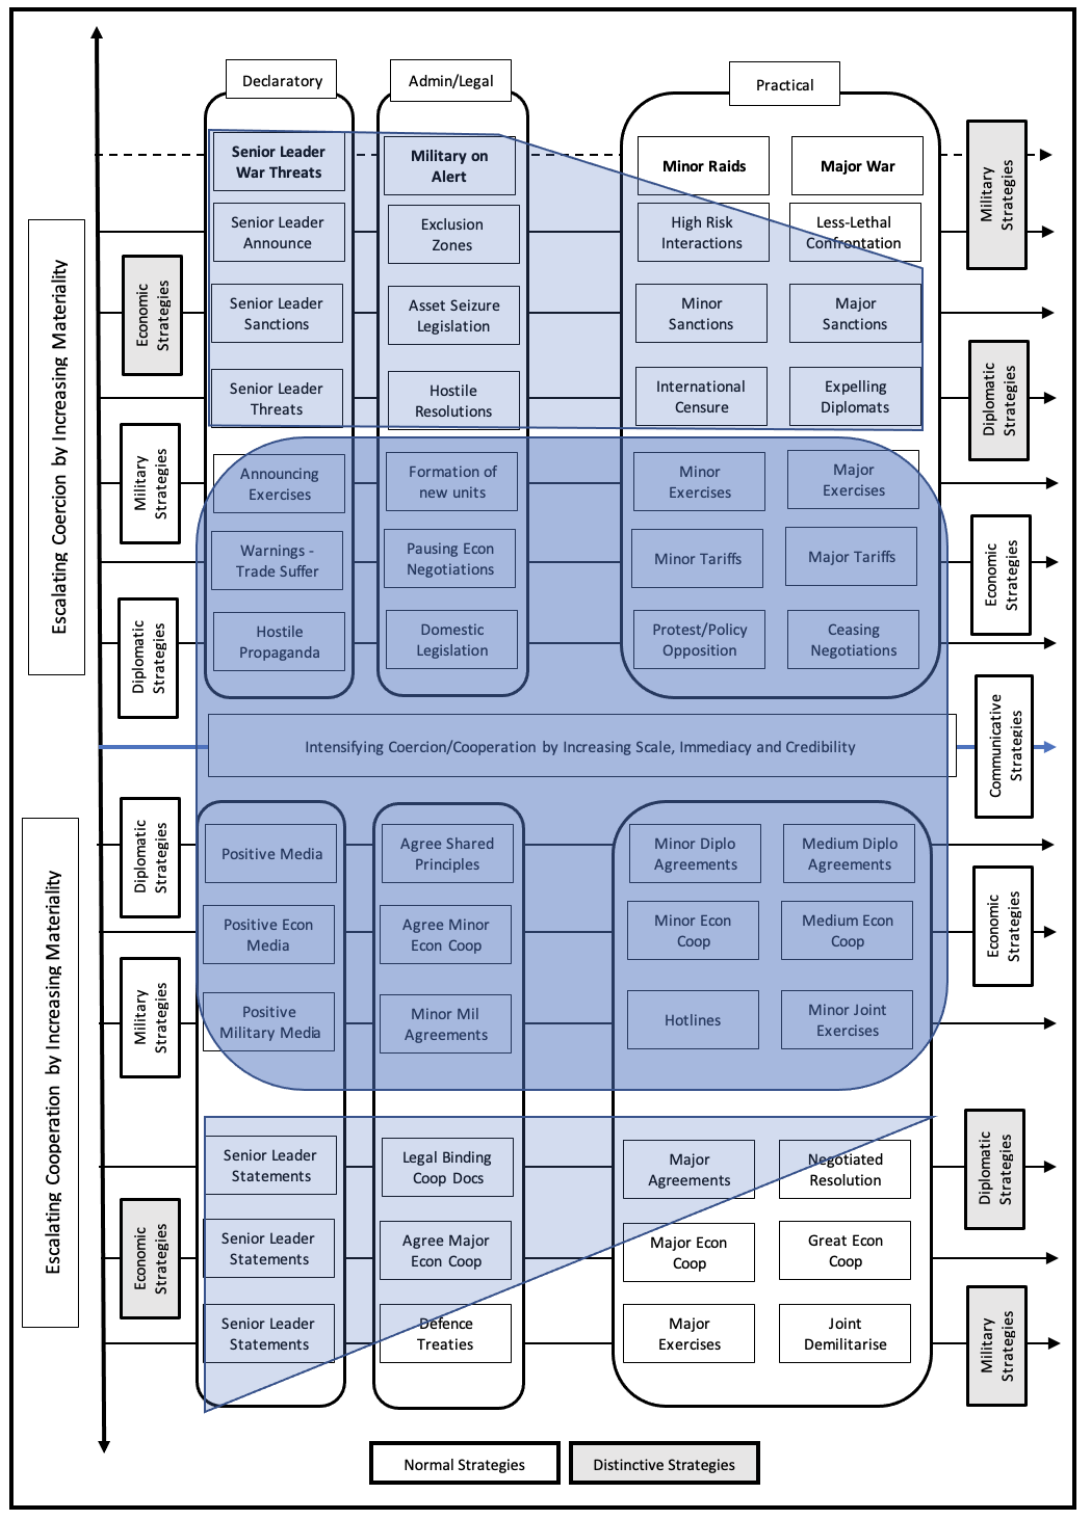 Declaratory
Admin/Legal
Practical
Senior Leader
War Threats
Military on
Alert
Minor Raids
Major War
Military
Strategies
Senior Leader
Announce
Exclusion
Zones
High Risk
Interactions
Less-Lethal
Confrontation
Escalating Coercion by Increasing Materiality
Economic
Strategies
Senior Leader
Sanctions
Asset Seizure
Legislation
Minor
Sanctions
Major
Sanctions
Senior Leader
Threats
Hostile
Resolutions
International
Censure
Expelling
Diplomats
Diplomatic
Strategies
Military
Strategies
Announcing
Exercises
Formation of
new units
Minor
Exercises
Major
Exercises
Warnings -
Trade Suffer
Pausing Econ
Negotiations
Minor Tariffs
Major Tariffs
Economic
Strategies
Diplomatic
Strategies
Hostile
Propaganda
Domestic
Legislation
Protest/Policy
Opposition
Ceasing
Negotiations
Intensifying Coercion/Cooperation by Increasing Scale, Immediacy and Credibility
Communicative
Strategies
Escalating Cooperation by Increasing Materiality
Diplomatic
Strategies
Positive Media
Agree Shared
Principles
Minor Diplo
Agreements
Medium Diplo
Agreements
Positive Econ
Media
Agree Minor
Econ Coop
Minor Econ
Coop
Medium Econ
Coop
Economic
Strategies
Military
Strategies
Positive
Military Media
Minor Mil
Agreements
Hotlines
Minor Joint
Exercises
Senior Leader
Statements
Legal Binding
Coop Docs
Major
Agreements
Negotiated
Resolution
Diplomatic
Strategies
Economic
Strategies
Senior Leader
Statements
Agree Major
Econ Coop
Major Econ
Coop
Great Econ
Coop
Senior Leader
Statements
Defence
Treaties
Major
Exercises
Joint
Demilitarise
Military
Strategies
Normal Strategies
Distinctive Strategies